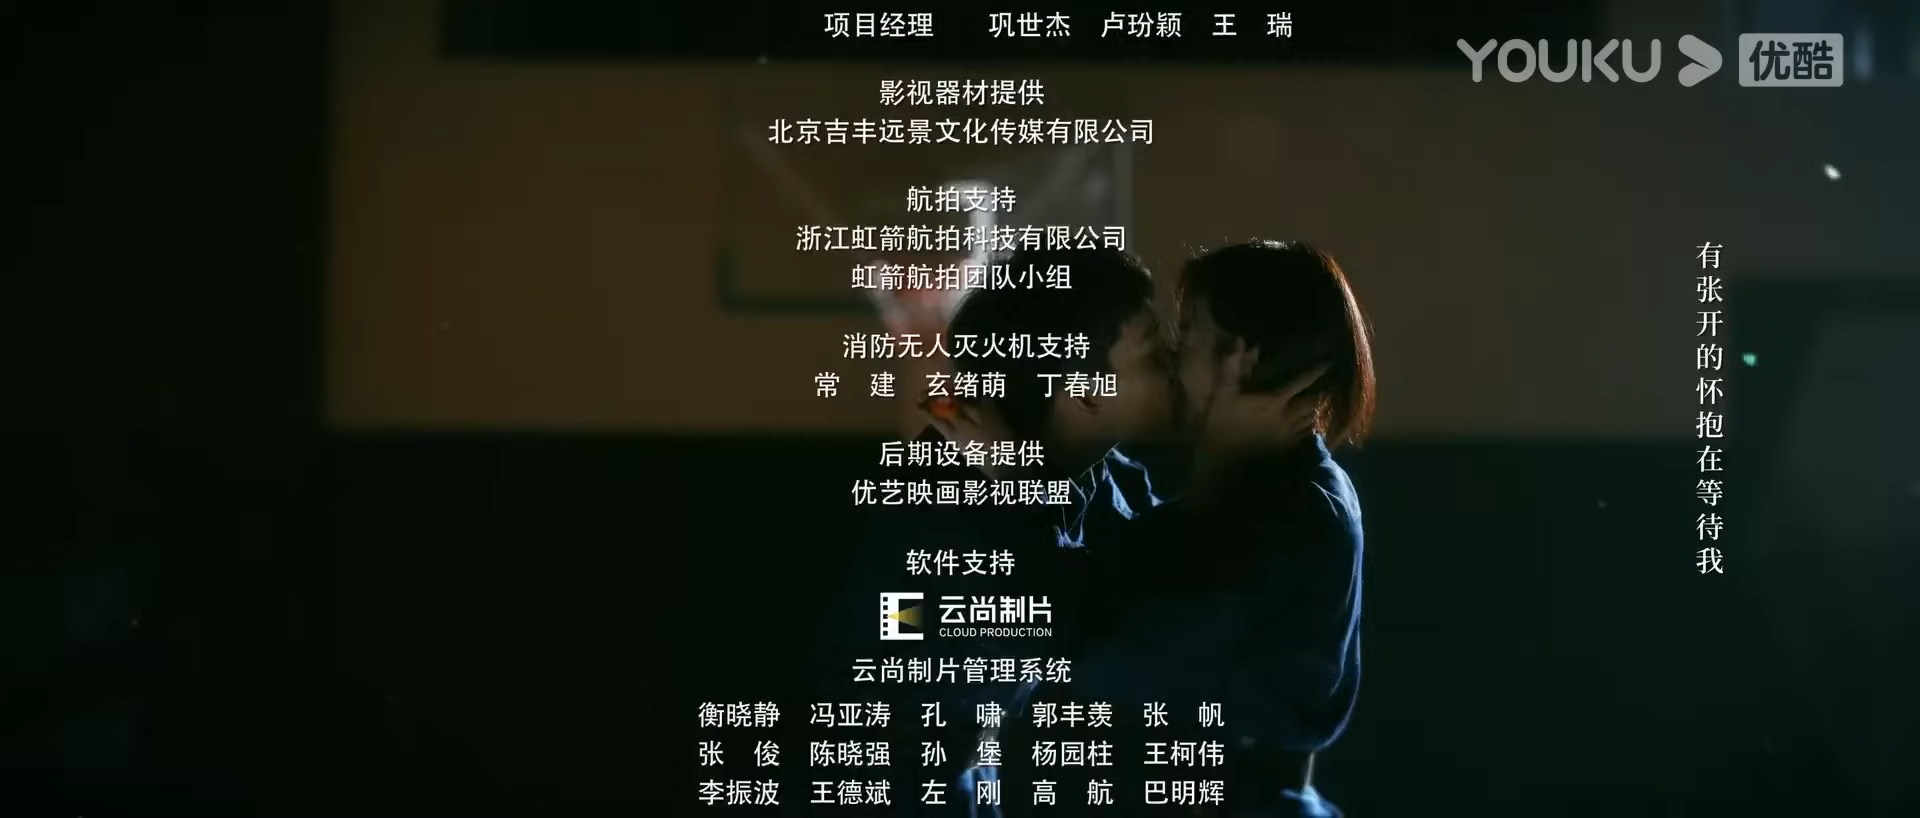 项目经理 巩世杰 卢玢颖 王 瑞
YOUKU 优酷
影视器材提供
北京吉丰远景文化传媒有限公司
航拍支持
浙江虹箭航拍科技有限公司
虹箭航拍团队小组
消防无人灭火机支持
常 建 玄绪萌 丁春旭
后期设备提供
优艺映画影视联盟
软件支持
云尚制片
CLOUD PRODUCTION
云尚制片管理系统
衡晓静 冯亚涛 孔 啸 郭丰羡 张 帆
张 俊 陈晓强 孙 堡 杨园柱 王柯伟
李振波 王德斌 左 刚 高 航 巴明辉
有张开的怀抱在等待我